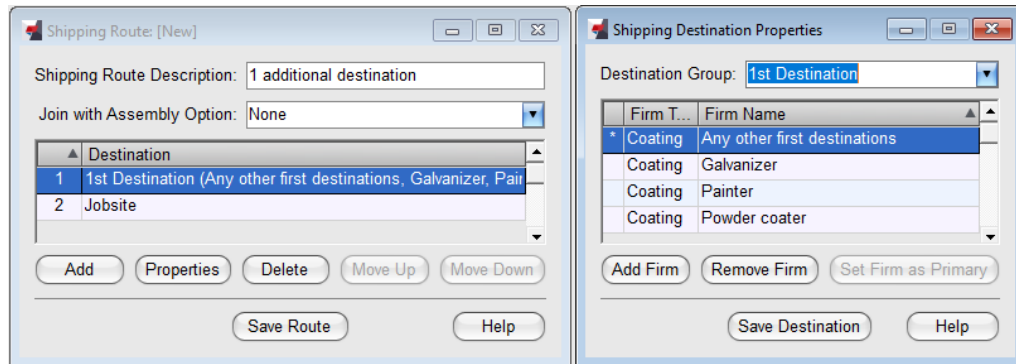 Shipping Route: [New]
Shipping Route Description: 1 additional destination
Join with Assembly Option: None
Destination
1 1st Destination (Any other first destinations, Galvanizer, Pair
2 Jobsite
Add Properties Delete Move Up Move Down
Save Route Help
Shipping Destination Properties
Destination Group: 1st Destination
Firm T... Firm Name
* Coating Any other first destinations
Coating Galvanizer
Coating Painter
Coating Powder coater
Add Firm Remove Firm Set Firm as Primary
Save Destination Help